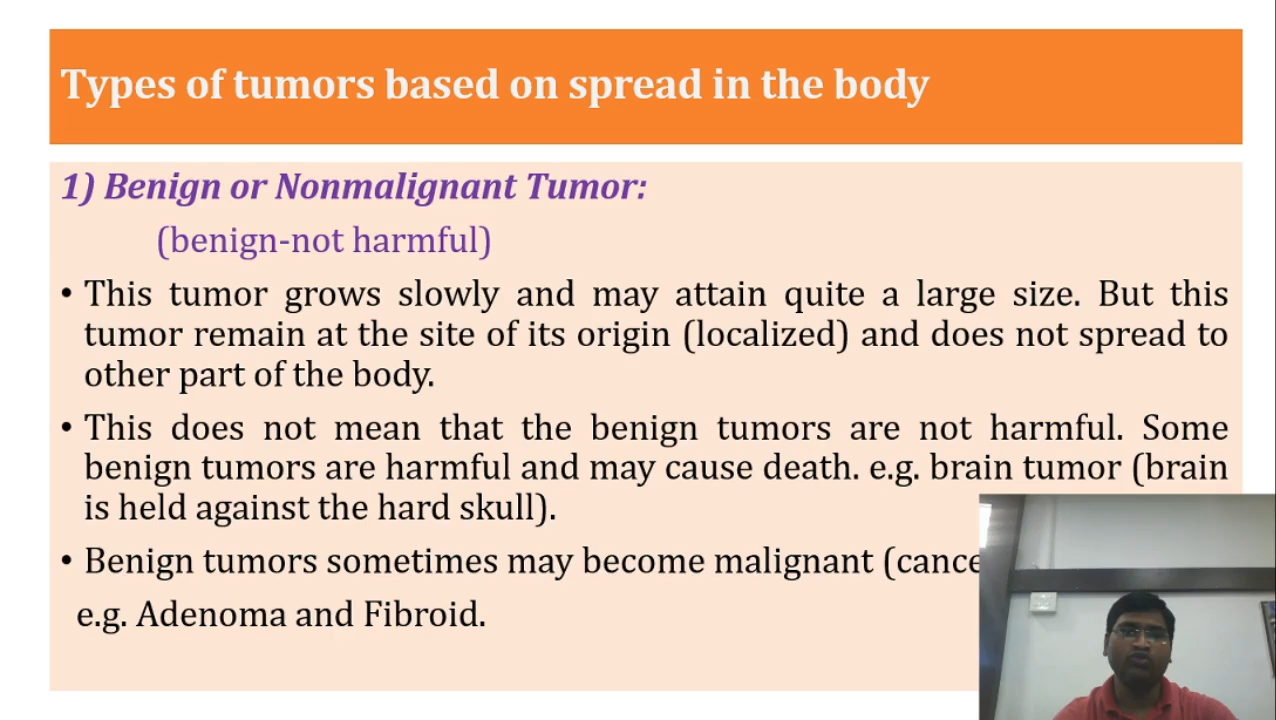 Types of tumors based on spread in the body
1) Benign or Nonmalignant Tumor:
(benign-not harmful)
• This tumor grows slowly and may attain quite a large size. But this
tumor remain at the site of its origin (localized) and does not spread to
other part of the body.
• This does not mean that the benign tumors are not harmful. Some
benign tumors are harmful and may cause death. e.g. brain tumor (brain
is held against the hard skull).
• Benign tumors sometimes may become malignant
e.g. Adenoma and Fibroid.